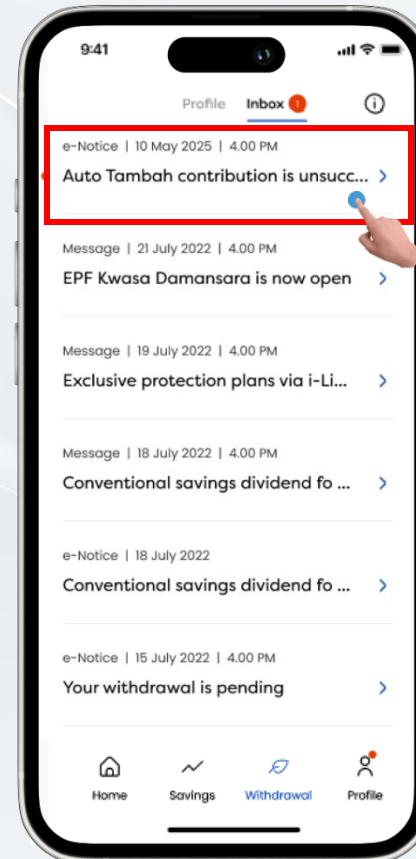 9:41
Profile Inbox 1
e-Notice | 10 May 2025 | 4.00 PM
Auto Tambah contribution is unsucc...
Message | 21 July 2022 | 4.00 PM
EPF Kwasa Damansara is now open
Message | 19 July 2022 | 4.00 PM
Exclusive protection plans via i-Li...
Message | 18 July 2022 | 4.00 PM
Conventional savings dividend fo ...
e-Notice | 18 July 2022
Conventional savings dividend fo ...
e-Notice | 15 July 2022 | 4.00 PM
Your withdrawal is pending
Home Savings Withdrawal Profile